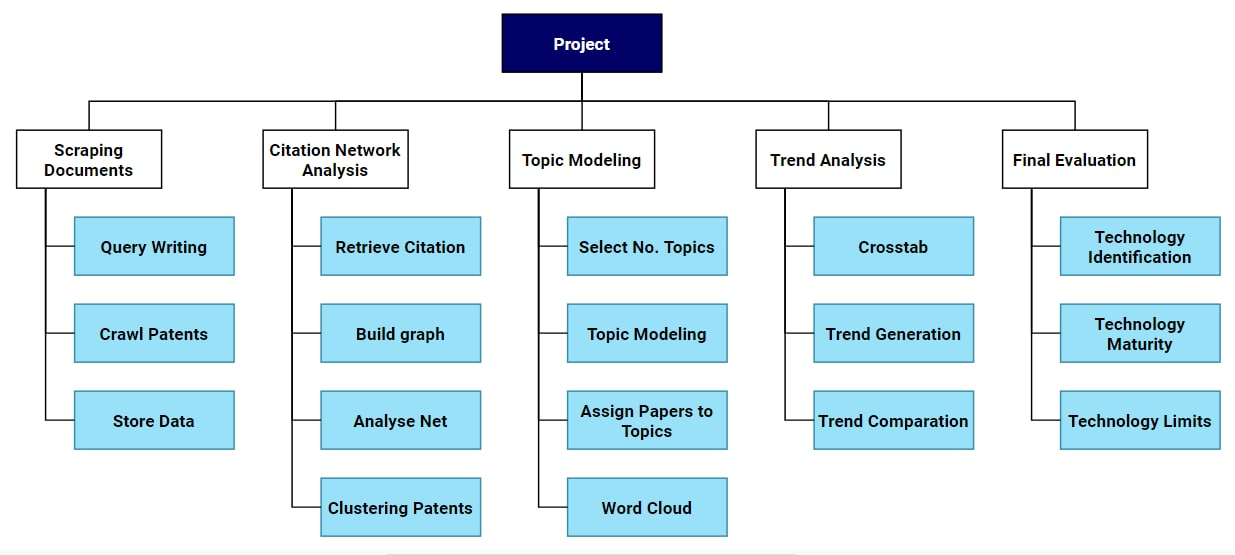 Project
Scraping
Documents
Citation Network
Analysis
Topic Modeling
Trend Analysis
Final Evaluation
Query Writing
Retrieve Citation
Select No. Topics
Crosstab
Technology
Identification
Crawl Patents
Build graph
Topic Modeling
Trend Generation
Technology
Maturity
Store Data
Analyse Net
Assign Papers to
Topics
Trend Comparation
Technology Limits
Clustering Patents
Word Cloud